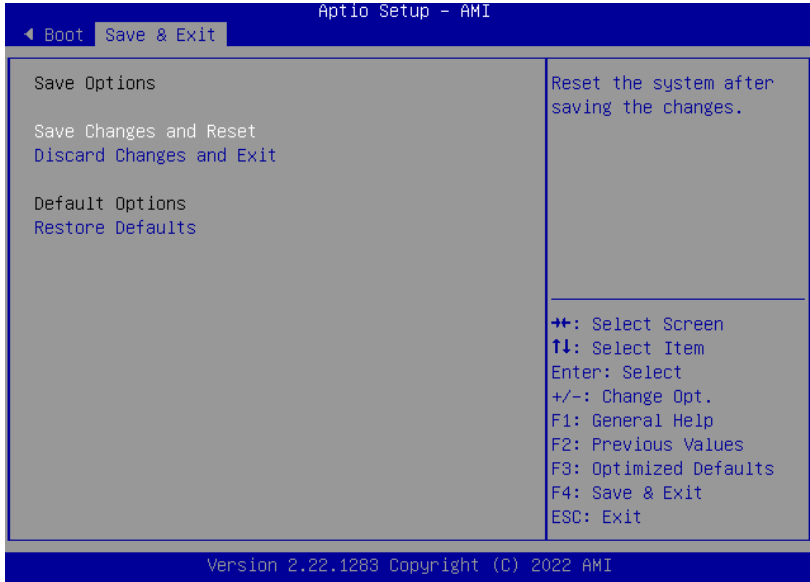 Aptio Setup – AMI
◄ Boot Save & Exit
Save Options
Save Changes and Reset
Discard Changes and Exit
Default Options
Restore Defaults
Reset the system after
saving the changes.
→←: Select Screen
↑↓: Select Item
Enter: Select
+/-: Change Opt.
F1: General Help
F2: Previous Values
F3: Optimized Defaults
F4: Save & Exit
ESC: Exit
Version 2.22.1283 Copyright (C) 2022 AMI